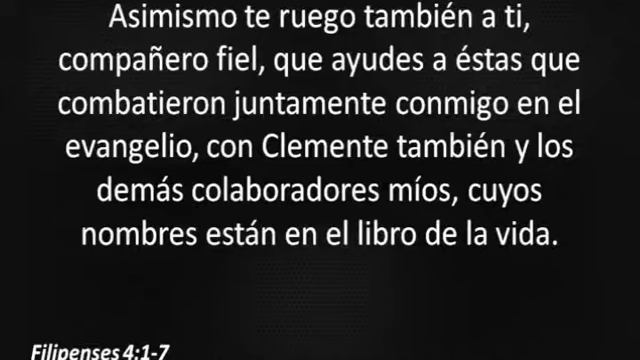 Asimismo te ruego también a ti,
compañero fiel, que ayudes a éstas que
combatieron juntamente conmigo en el
evangelio, con Clemente también y los
demás colaboradores míos, cuyos
nombres están en el libro de la vida.
Filipenses 4:1-7